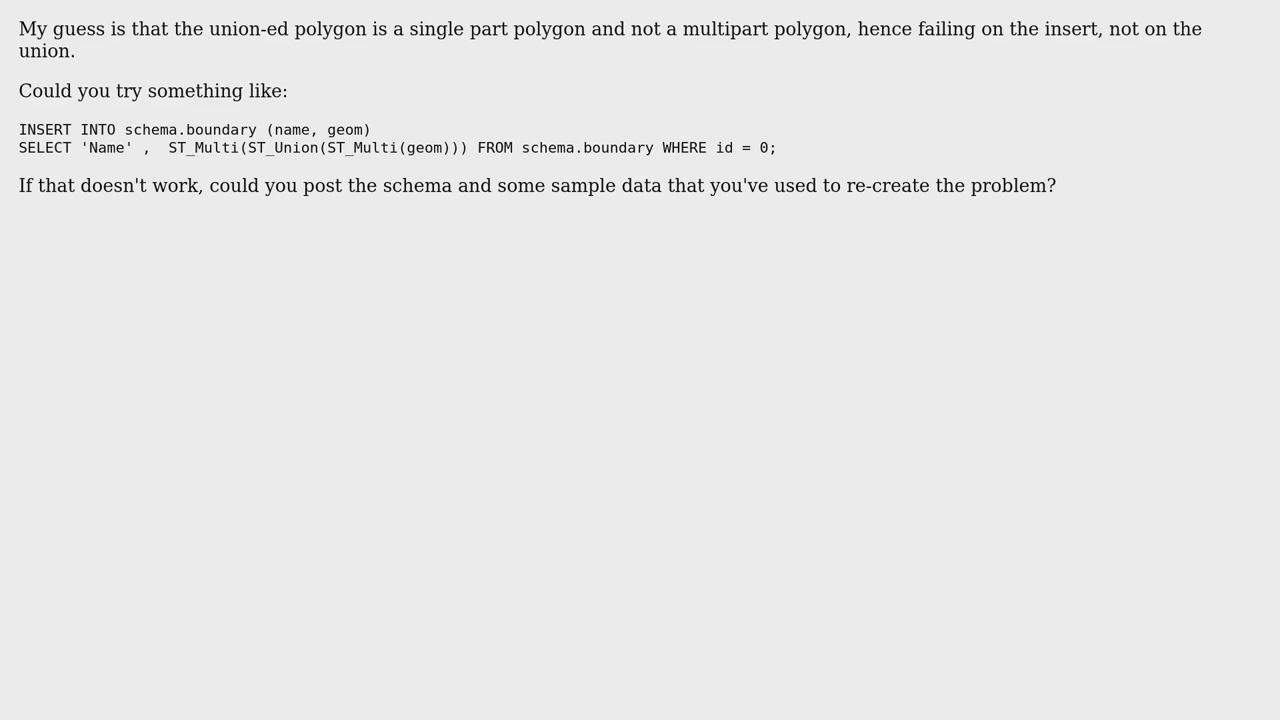 My guess is that the union-ed polygon is a single part polygon and not a multipart polygon, hence failing on the insert, not on the
union.
Could you try something like:
INSERT INTO schema.boundary (name, geom)
SELECT 'Name' ,  ST_Multi(ST_Union(ST_Multi(geom))) FROM schema.boundary WHERE id = 0;
If that doesn't work, could you post the schema and some sample data that you've used to re-create the problem?